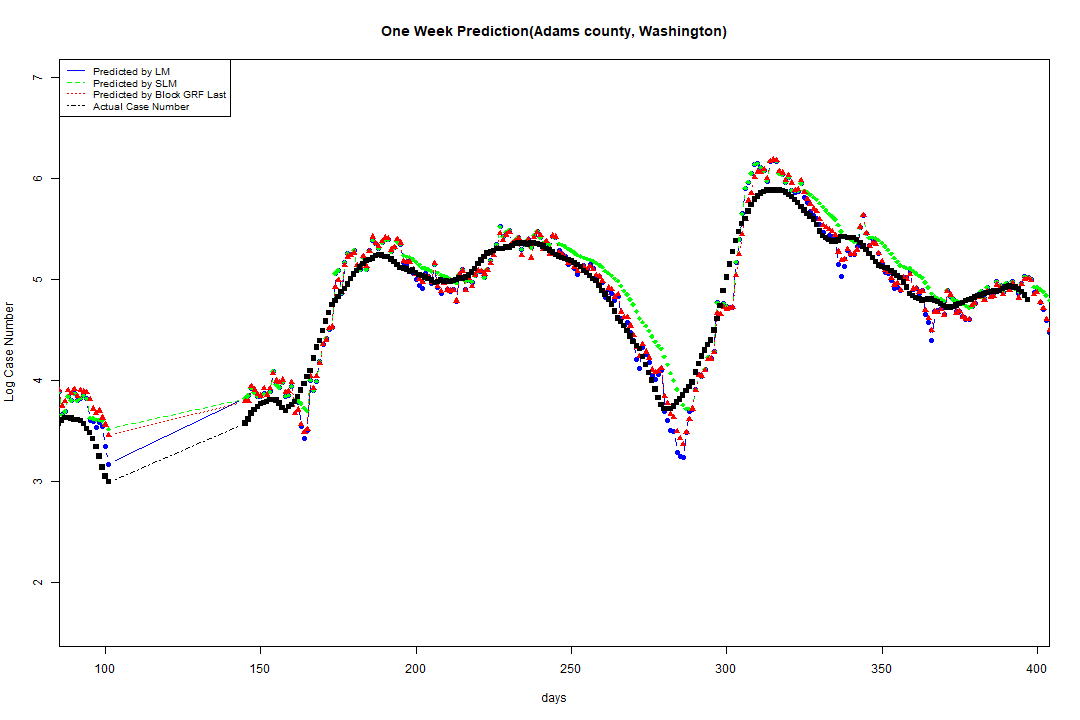 One Week Prediction(Adams county, Washington)
Predicted by LM
Predicted by SLM
Predicted by Block GRF Last
Actual Case Number
7
6
5
4
3
2
Log Case Number
100 150 200 250 300 350 400
days